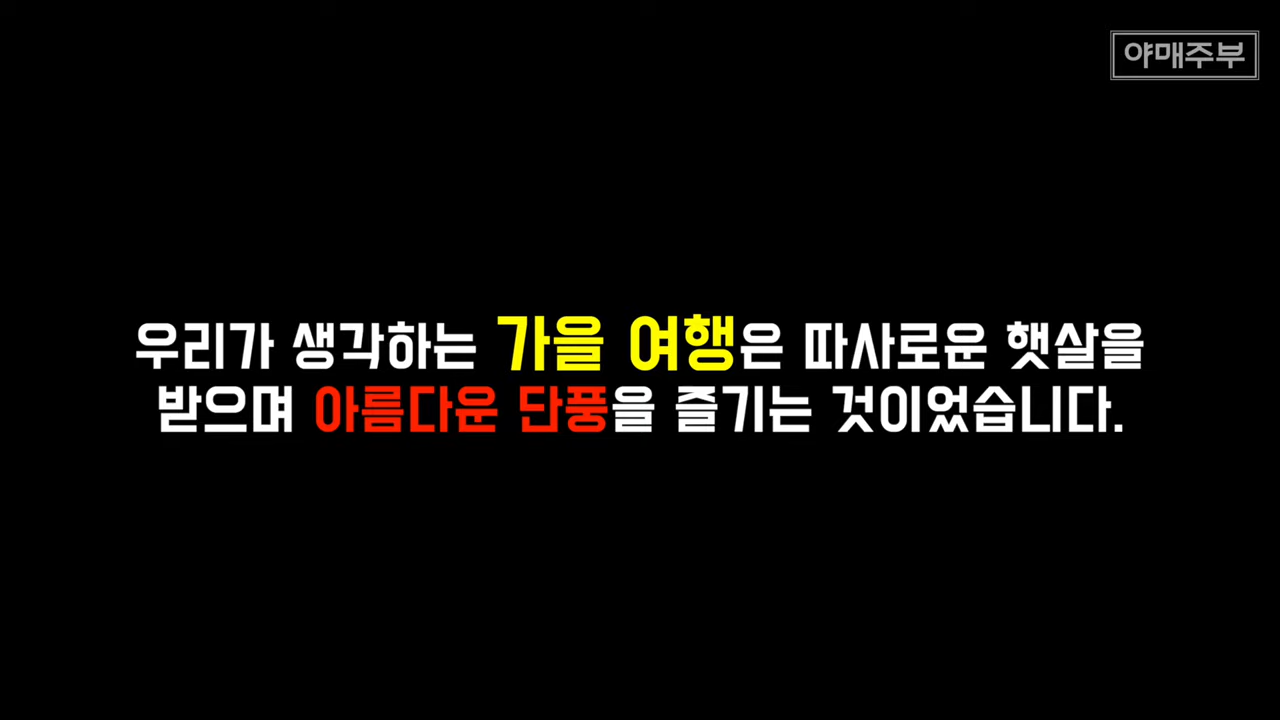 야매주부
우리가 생각하는 가을 여행은 따사로운 햇살을
받으며 아름다운 단풍을 즐기는 것이었습니다.